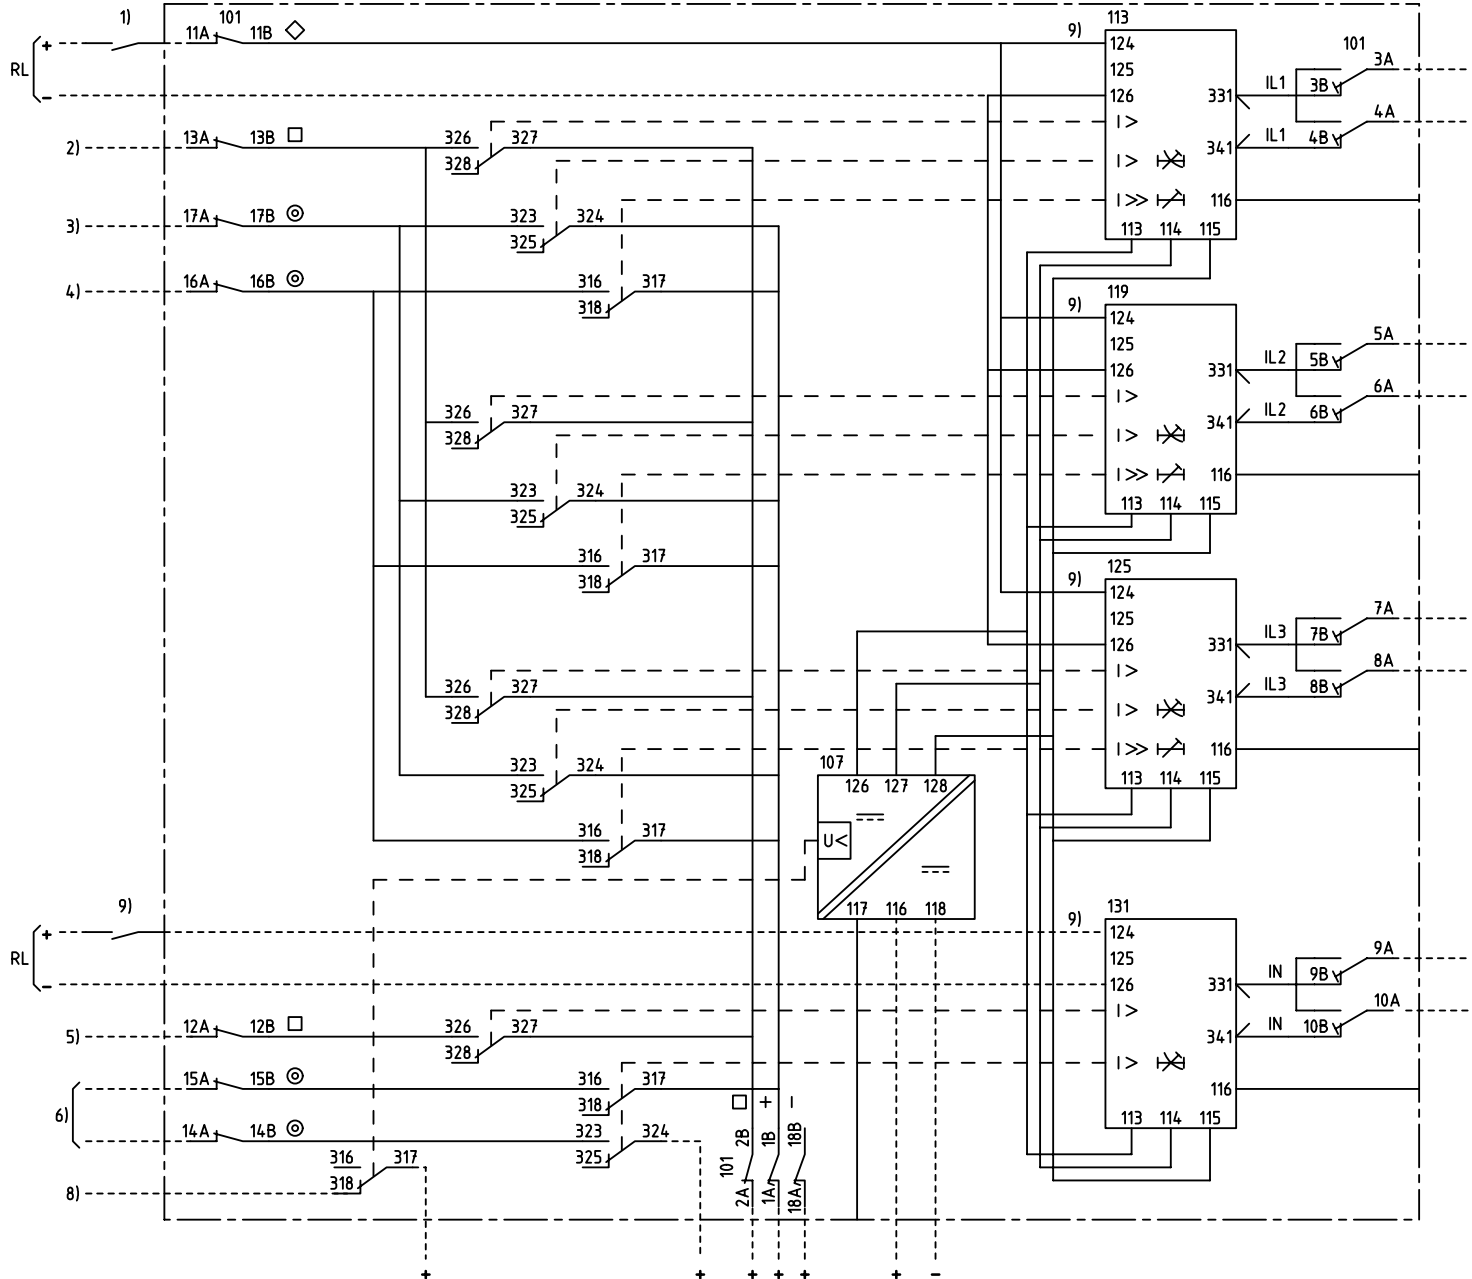 1) 101 113
+ 11A 11B 9) 124 101 3A
RL 125 IL1 3B
− 126 331 4A
I>
2) 13A 13B 326 327 IL1 4B
328 341
I>
3) 17A 17B 323 324 I>> 116
325 113 114 115
4) 16A 16B 316 317
318 119
9) 124
125 5A
126 331 IL2 5B
I> 6A
326 327 341 IL2 6B
328 I>
323 324 I>> 116
325 113 114 115
316 317
318 125
9) 124
125 7A
126 331 IL3 7B
I> 8A
326 327 341 IL3 8B
328 I>
I>> 116
323 324 107 113 114 115
325 126 127 128
316 317 U<
318
9) 117 116 118 131
+ 9) 124
RL 125 9A
− 126 331 IN 9B
I> 10A
5) 12A 12B 326 327 341 IN 10B
328
6) 15A 15B 316 317 I> 116
318 + −
14A 14B 323 324 2B 1B 18B 113 114 115
325 101
316 317
8) 318 2A 1A 18A
+ + + + + + −